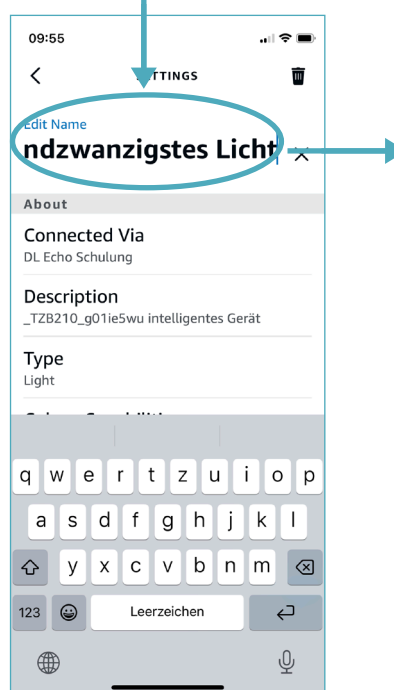 09:55
SETTINGS
Edit Name
ndzwanzigstes Licht
About
Connected Via
DL Echo Schulung
Description
_TZB210_g01ie5wu intelligentes Gerät
Type
Light
q w e r t z u i o p
a s d f g h j k l
y x c v b n m
123 Leerzeichen